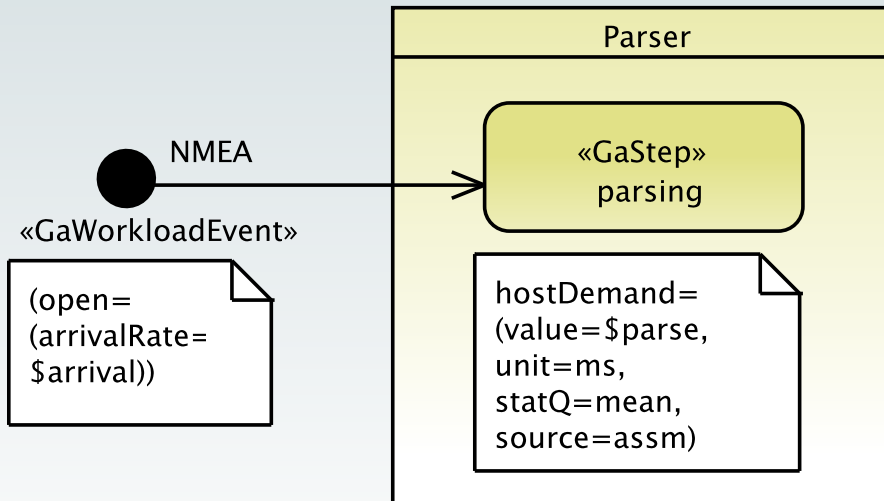 Parser
NMEA
«GaStep»
parsing
«GaWorkloadEvent»
(open=
(arrivalRate=
$arrival))
hostDemand=
(value=$parse,
unit=ms,
statQ=mean,
source=assm)